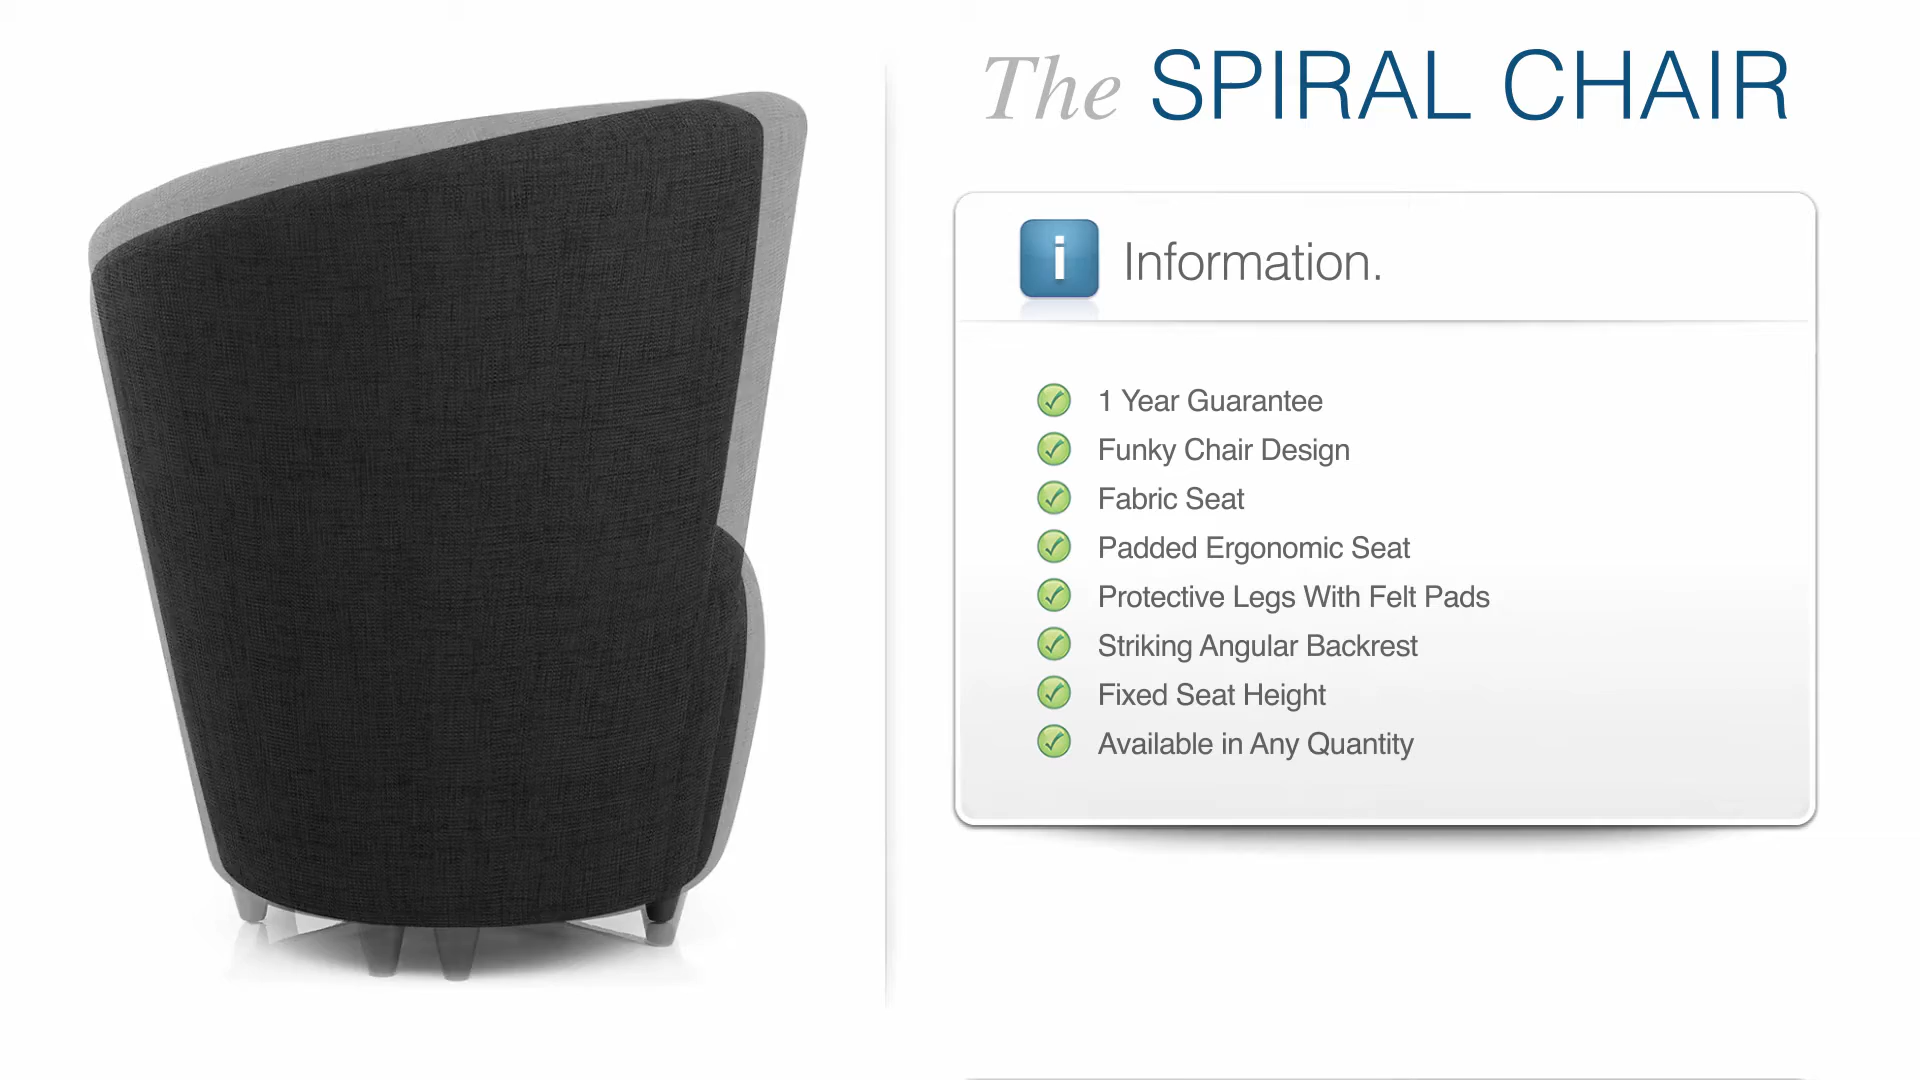 The SPIRAL CHAIR
i Information.
1 Year Guarantee
Funky Chair Design
Fabric Seat
Padded Ergonomic Seat
Protective Legs With Felt Pads
Striking Angular Backrest
Fixed Seat Height
Available in Any Quantity